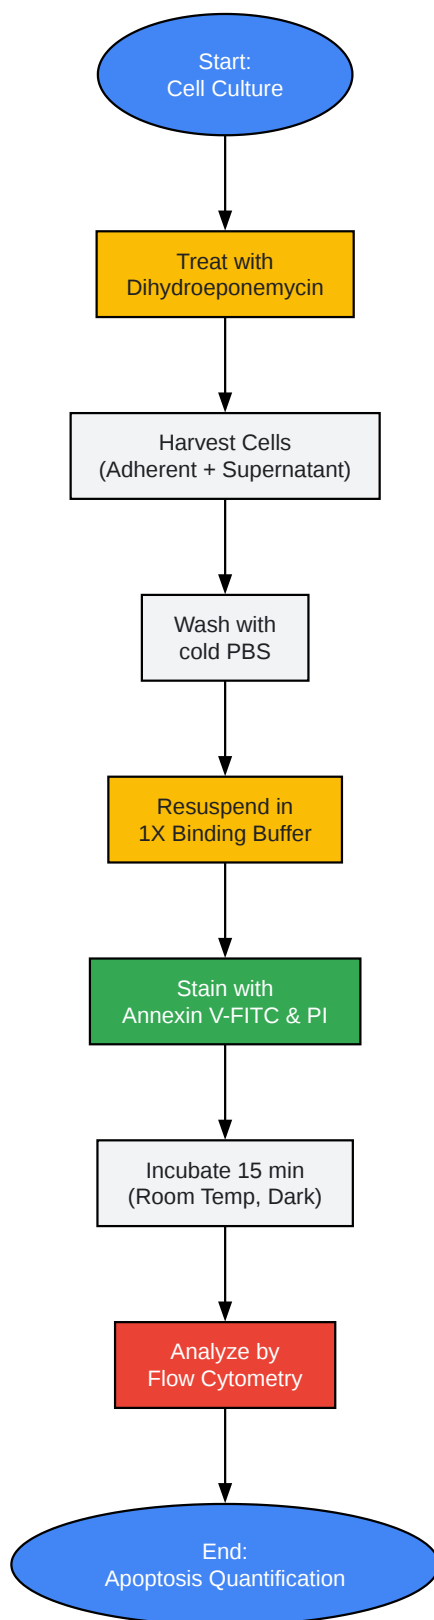 Start:
Cell Culture
Treat with
Dihydroeponemycin
Harvest Cells
(Adherent + Supernatant)
Wash with
cold PBS
Resuspend in
1X Binding Buffer
Stain with
Annexin V-FITC & PI
Incubate 15 min
(Room Temp, Dark)
Analyze by
Flow Cytometry
End:
Apoptosis Quantification